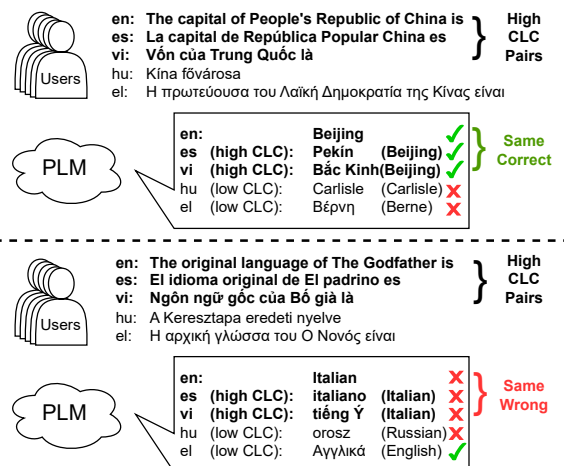 en: The capital of People's Republic of China is
es: La capital de República Popular China es
vi: Vốn của Trung Quốc là
hu: Kína fővárosa
el: Η πρωτεύουσα του Λαϊκή Δημοκρατία της Κίνας είναι
High
CLC
Pairs
Users
PLM
en: Beijing
es (high CLC): Pekín (Beijing)
vi (high CLC): Bắc Kinh(Beijing)
hu (low CLC): Carlisle (Carlisle)
el (low CLC): Βέρνη (Berne)
Same
Correct
en: The original language of The Godfather is
es: El idioma original de El padrino es
vi: Ngôn ngữ gốc của Bố già là
hu: A Keresztapa eredeti nyelve
el: Η αρχική γλώσσα του Ο Νονός είναι
High
CLC
Pairs
Users
PLM
en: Italian
es (high CLC): italiano (Italian)
vi (high CLC): tiếng Ý (Italian)
hu (low CLC): orosz (Russian)
el (low CLC): Αγγλικά (English)
Same
Wrong